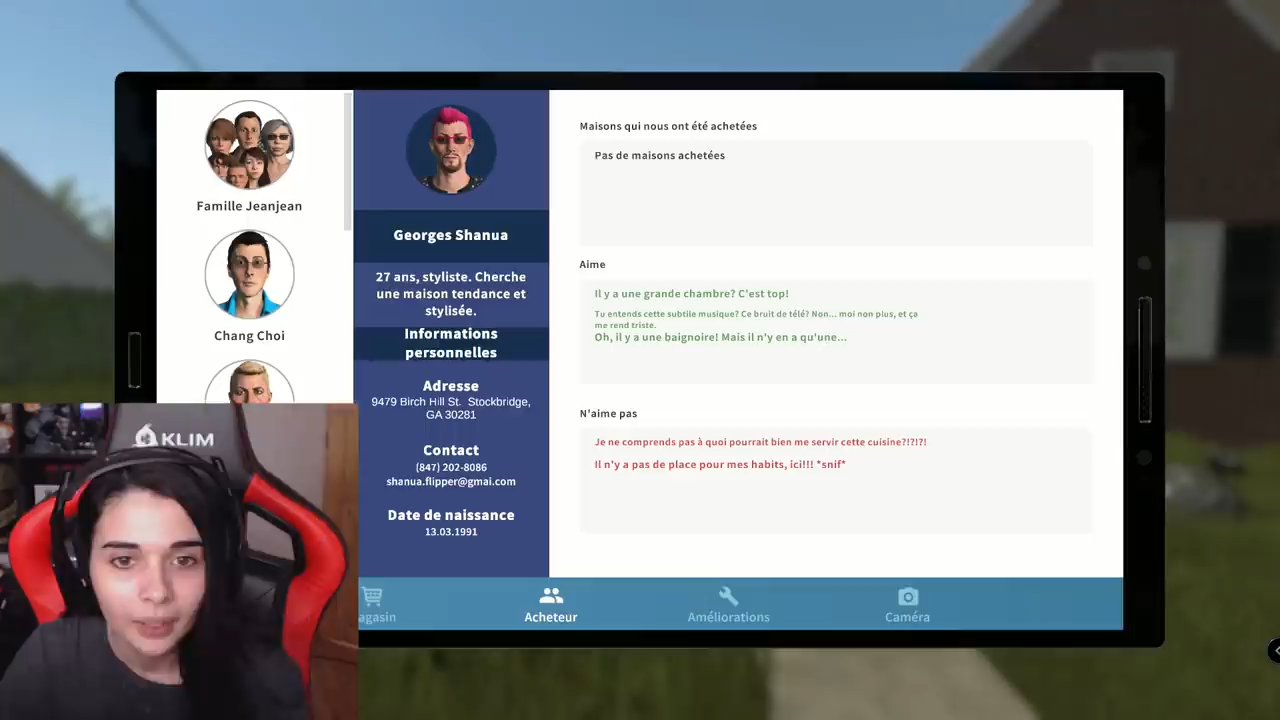 Famille Jeanjean
Chang Choi
Georges Shanua
27 ans, styliste. Cherche
une maison tendance et
stylisée.
Informations
personnelles
Adresse
9479 Birch Hill St. Stockbridge,
GA 30281
Contact
(847) 202-8086
shanua.flipper@gmai.com
Date de naissance
13.03.1991
Maisons qui nous ont été achetées
Pas de maisons achetées
Aime
Il y a une grande chambre? C'est top!
Tu entends cette subtile musique? Ce bruit de télé? Non... moi non plus, et ça
me rend triste.
Oh, il y a une baignoire! Mais il n'y en a qu'une...
N'aime pas
Je ne comprends pas à quoi pourrait bien me servir cette cuisine?!?!?!
Il n'y a pas de place pour mes habits, ici!!! *snif*
agasin
Acheteur
Améliorations
Caméra
KLIM